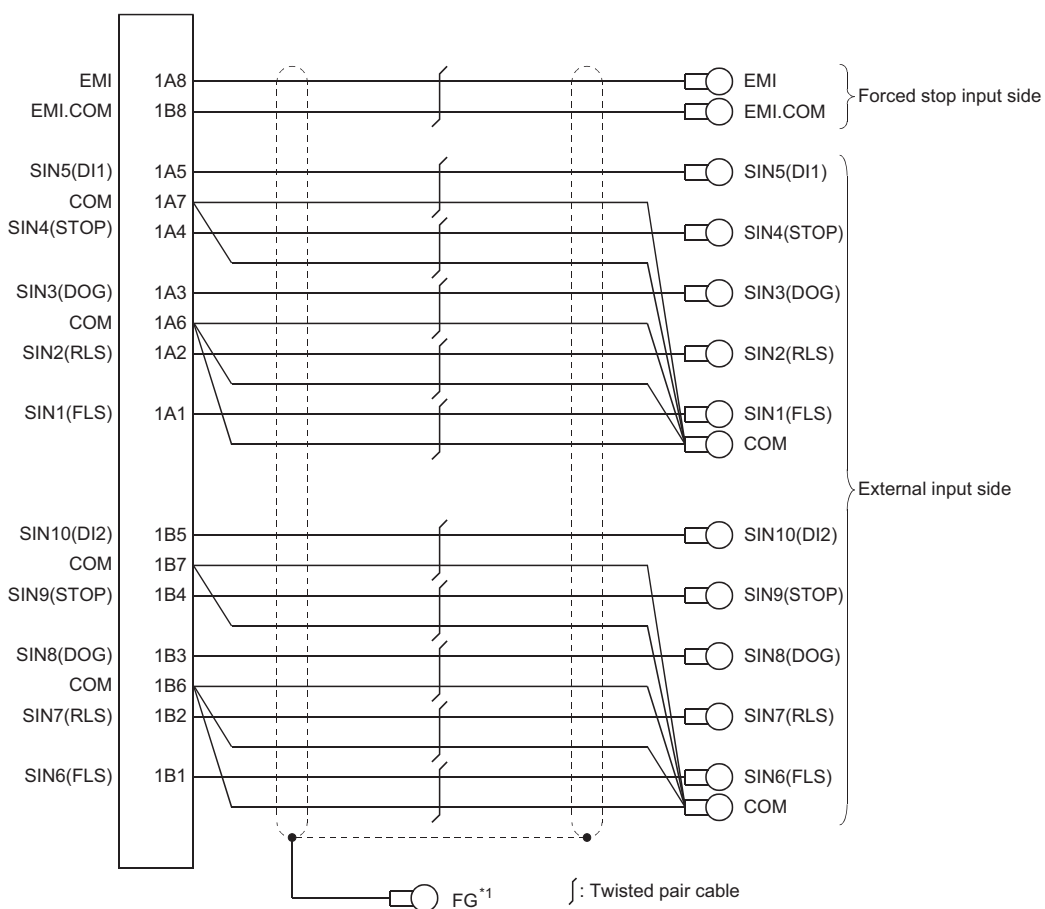 EMI 1A8 EMI
EMI.COM 1B8 EMI.COM
Forced stop input side
SIN5(DI1) 1A5 SIN5(DI1)
COM 1A7
SIN4(STOP) 1A4 SIN4(STOP)
SIN3(DOG) 1A3 SIN3(DOG)
COM 1A6
SIN2(RLS) 1A2 SIN2(RLS)
SIN1(FLS) 1A1 SIN1(FLS)
COM
External input side
SIN10(DI2) 1B5 SIN10(DI2)
COM 1B7
SIN9(STOP) 1B4 SIN9(STOP)
SIN8(DOG) 1B3 SIN8(DOG)
COM 1B6
SIN7(RLS) 1B2 SIN7(RLS)
SIN6(FLS) 1B1 SIN6(FLS)
COM
FG*1
: Twisted pair cable